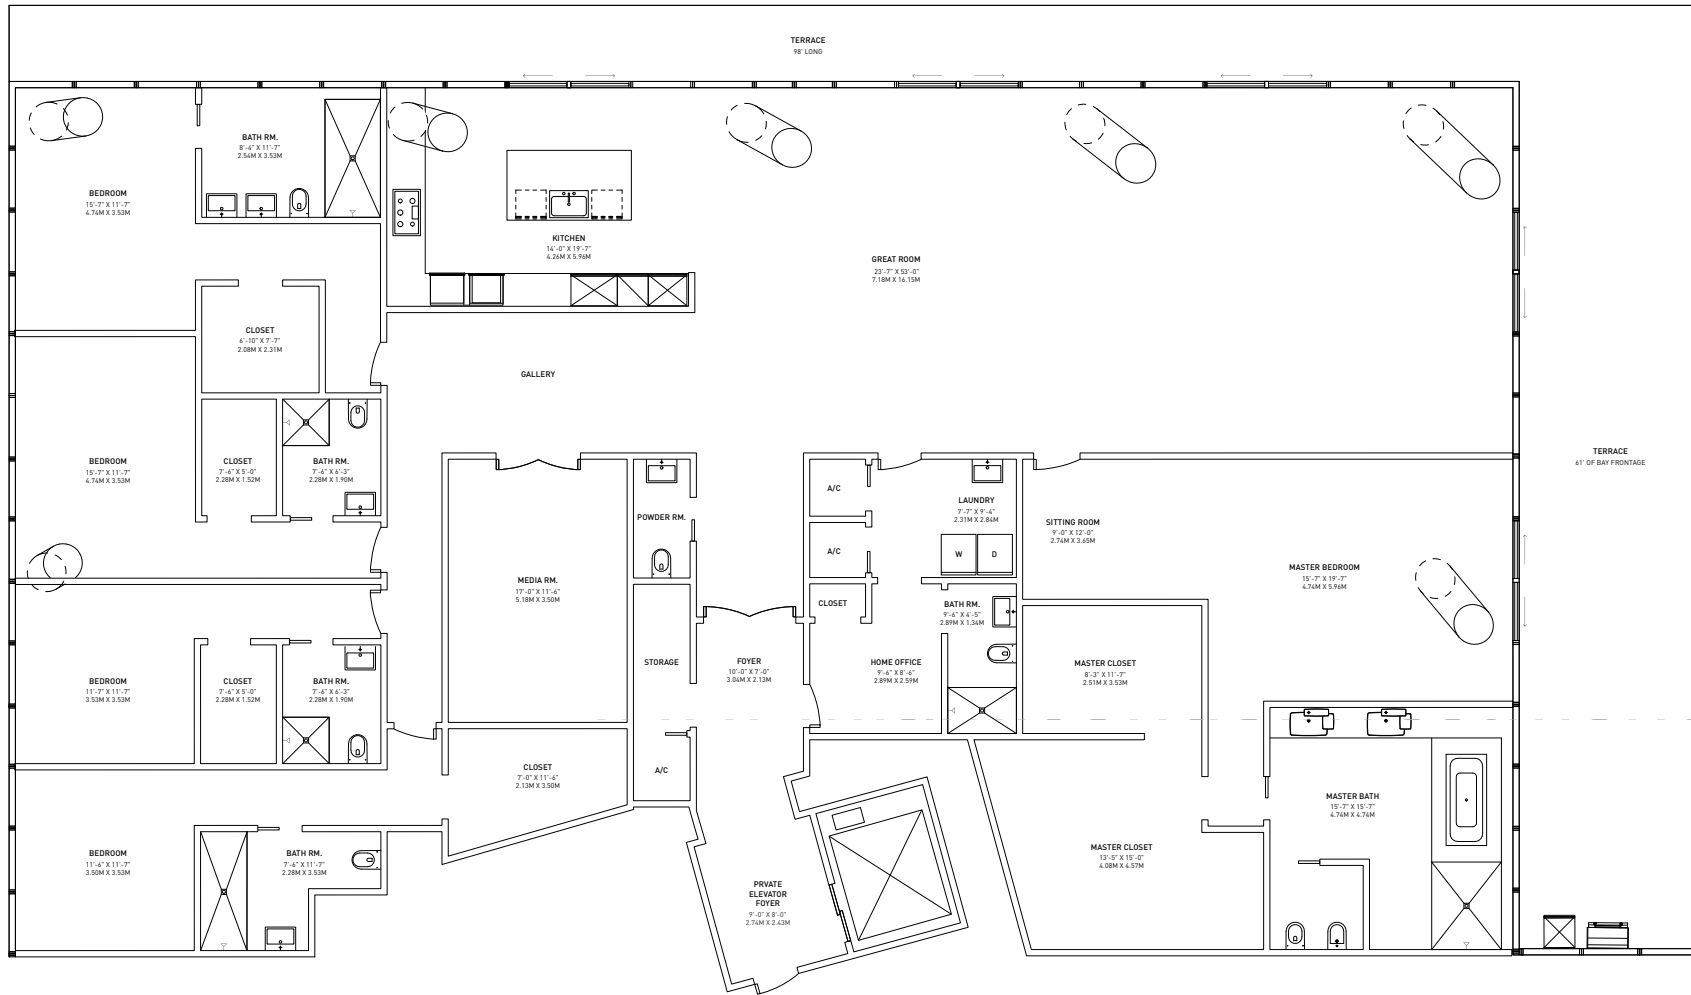 TERRACE
98' LONG
BATH RM.
8'-4" X 11'-7"
2.54M X 3.53M
BEDROOM
15'-7" X 11'-7"
4.74M X 3.53M
KITCHEN
14'-0" X 19'-7"
4.26M X 5.96M
GREAT ROOM
23'-7" X 53'-0"
7.18M X 16.15M
CLOSET
6'-10" X 7'-7"
2.08M X 2.31M
GALLERY
BEDROOM
15'-7" X 11'-7"
4.74M X 3.53M
CLOSET
7'-6" X 5'-0"
2.28M X 1.52M
BATH RM.
7'-6" X 6'-3"
2.28M X 1.90M
TERRACE
61' OF BAY FRONTAGE
A/C
POWDER RM.
LAUNDRY
7'-7" X 9'-4"
2.31M X 2.84M
SITTING ROOM
9'-0" X 12'-0"
2.74M X 3.65M
A/C
W
D
MEDIA RM.
17'-0" X 11'-6"
5.18M X 3.50M
MASTER BEDROOM
15'-7" X 19'-7"
4.74M X 5.96M
CLOSET
BATH RM.
9'-6" X 4'-5"
2.89M X 1.34M
BEDROOM
11'-7" X 11'-7"
3.53M X 3.53M
CLOSET
7'-6" X 5'-0"
2.28M X 1.52M
BATH RM.
7'-6" X 6'-3"
2.28M X 1.90M
STORAGE
FOYER
10'-0" X 7'-0"
3.04M X 2.13M
HOME OFFICE
9'-6" X 8'-6"
2.89M X 2.59M
MASTER CLOSET
8'-3" X 11'-7"
2.51M X 3.53M
CLOSET
7'-0" X 11'-6"
2.13M X 3.50M
A/C
MASTER BATH
15'-7" X 15'-7"
4.74M X 4.74M
BEDROOM
11'-6" X 11'-7"
3.50M X 3.53M
BATH RM.
7'-6" X 11'-7"
2.28M X 3.53M
MASTER CLOSET
13'-5" X 15'-0"
4.08M X 4.57M
PRVATE
ELEVATOR
FOYER
9'-0" X 8'-0"
2.74M X 2.43M